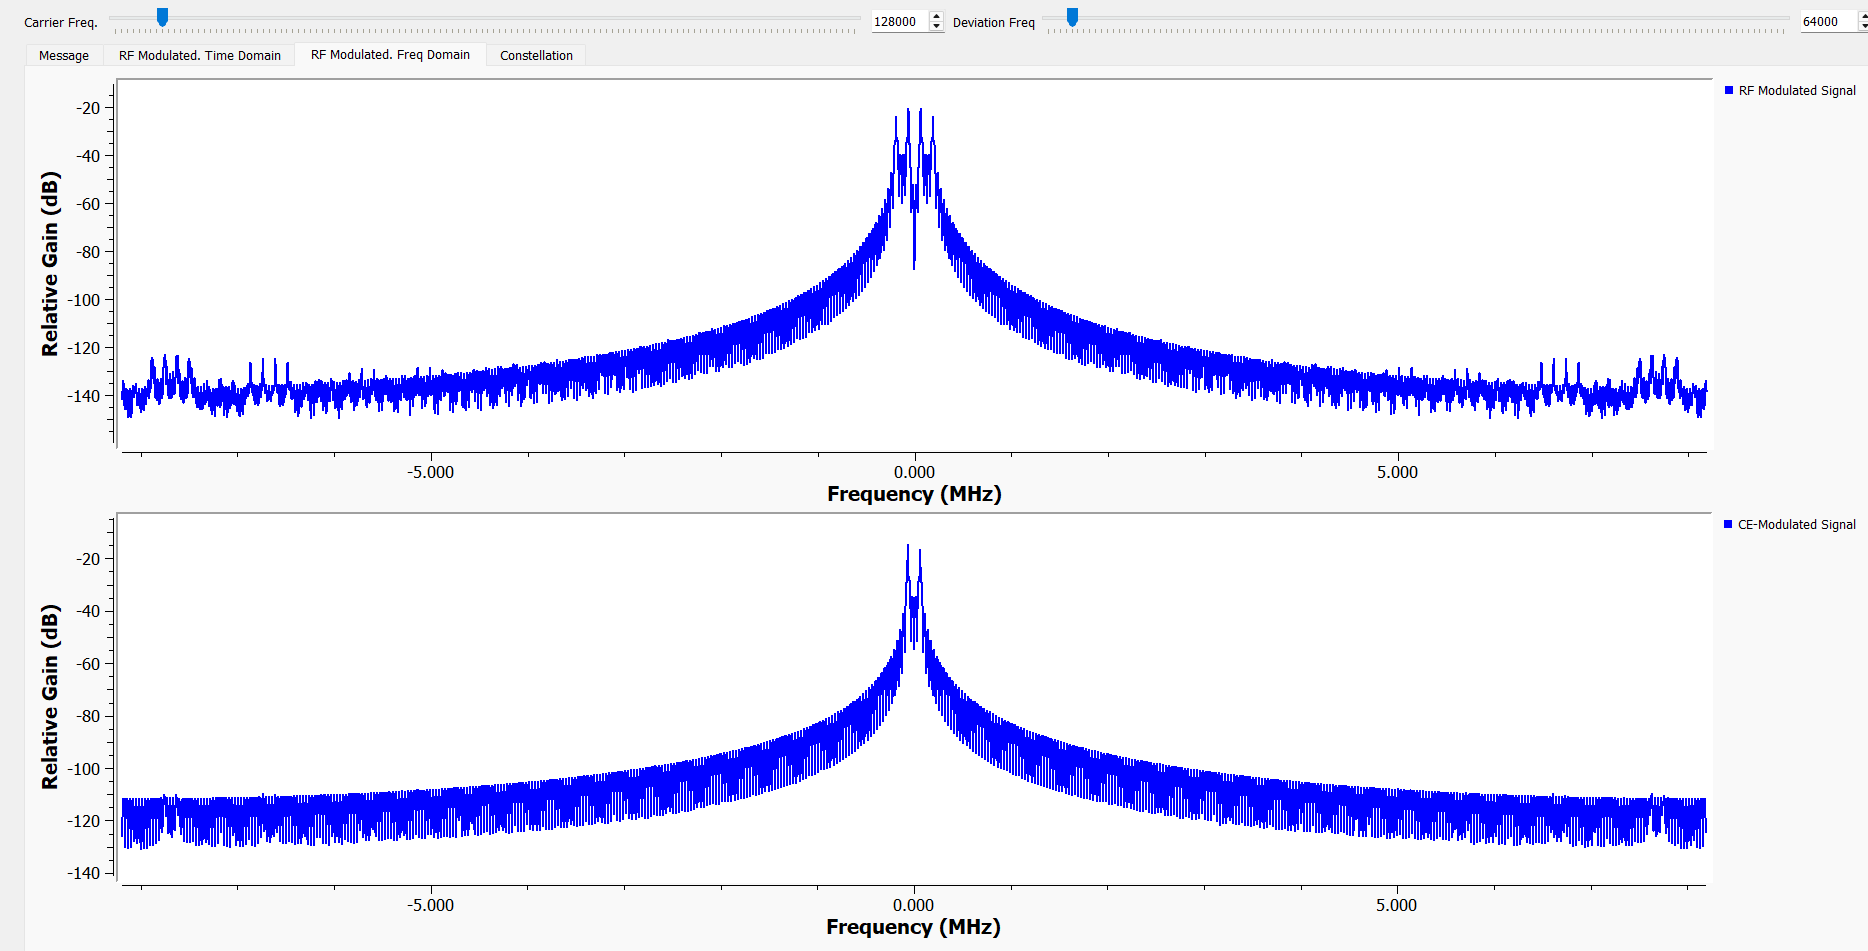 Carrier Freq. 128000 Deviation Freq 64000
Message RF Modulated. Time Domain RF Modulated. Freq Domain Constellation
RF Modulated Signal
Relative Gain (dB)
-20
-40
-60
-80
-100
-120
-140
-5.000 0.000 5.000
Frequency (MHz)
CE-Modulated Signal
Relative Gain (dB)
-20
-40
-60
-80
-100
-120
-140
-5.000 0.000 5.000
Frequency (MHz)